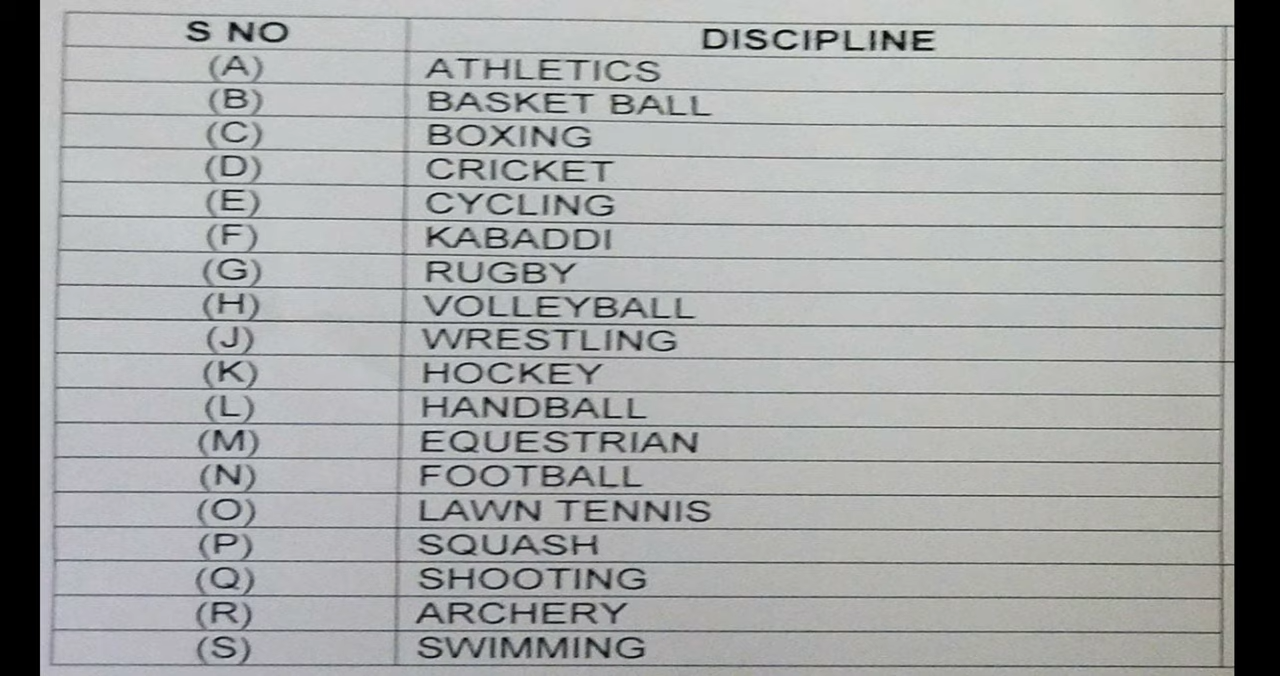 S NO DISCIPLINE
(A) ATHLETICS
(B) BASKET BALL
(C) BOXING
(D) CRICKET
(E) CYCLING
(F) KABADDI
(G) RUGBY
(H) VOLLEYBALL
(J) WRESTLING
(K) HOCKEY
(L) HANDBALL
(M) EQUESTRIAN
(N) FOOTBALL
(O) LAWN TENNIS
(P) SQUASH
(Q) SHOOTING
(R) ARCHERY
(S) SWIMMING